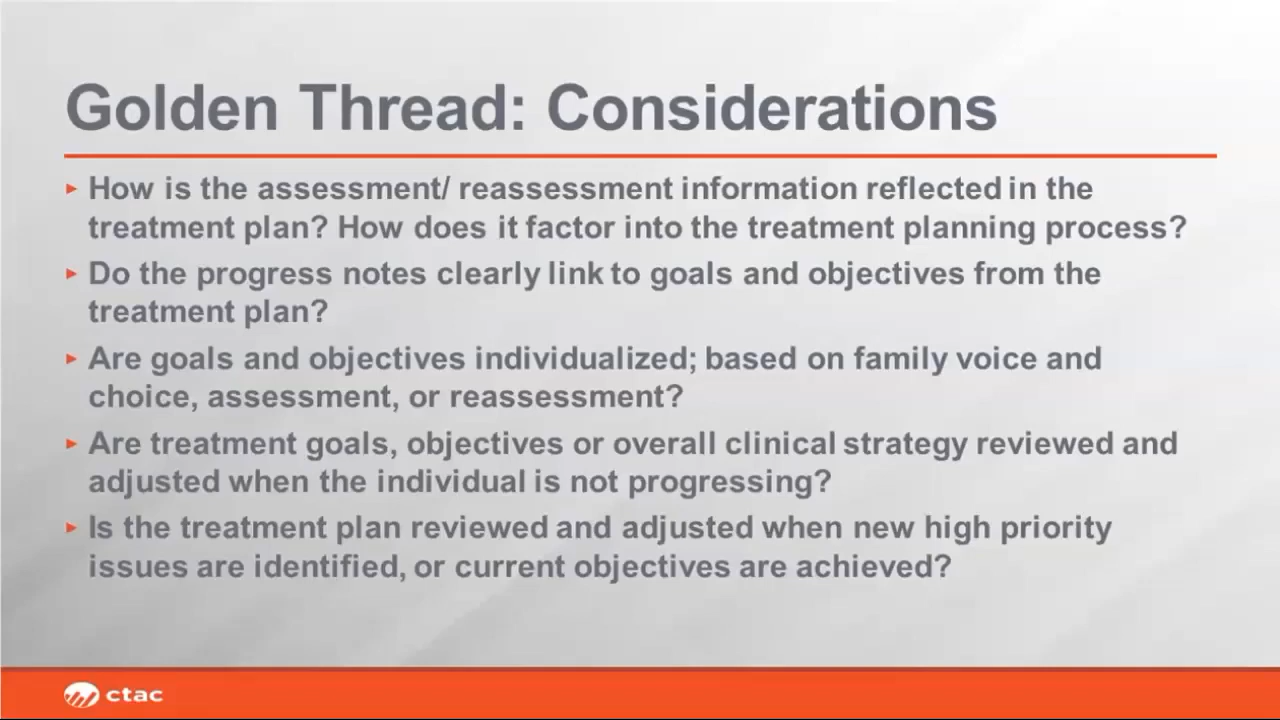 Golden Thread: Considerations
How is the assessment/ reassessment information reflected in the
treatment plan? How does it factor into the treatment planning process?
Do the progress notes clearly link to goals and objectives from the
treatment plan?
Are goals and objectives individualized; based on family voice and
choice, assessment, or reassessment?
Are treatment goals, objectives or overall clinical strategy reviewed and
adjusted when the individual is not progressing?
Is the treatment plan reviewed and adjusted when new high priority
issues are identified, or current objectives are achieved?
ctac